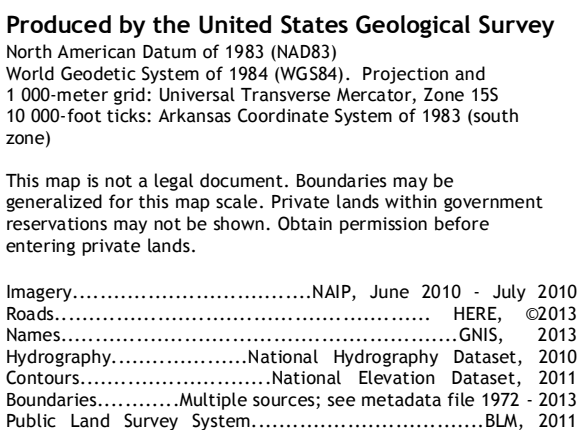 Produced by the United States Geological Survey
North American Datum of 1983 (NAD83)
World Geodetic System of 1984 (WGS84). Projection and
1 000-meter grid: Universal Transverse Mercator, Zone 15S
10 000-foot ticks: Arkansas Coordinate System of 1983 (south
zone)
This map is not a legal document. Boundaries may be
generalized for this map scale. Private lands within government
reservations may not be shown. Obtain permission before
entering private lands.
Imagery..................................NAIP, June 2010 - July 2010
Roads..................................................... HERE, ©2013
Names........................................................GNIS, 2013
Hydrography...................National Hydrography Dataset, 2010
Contours...........................National Elevation Dataset, 2011
Boundaries............Multiple sources; see metadata file 1972 - 2013
Public Land Survey System.................................BLM, 2011